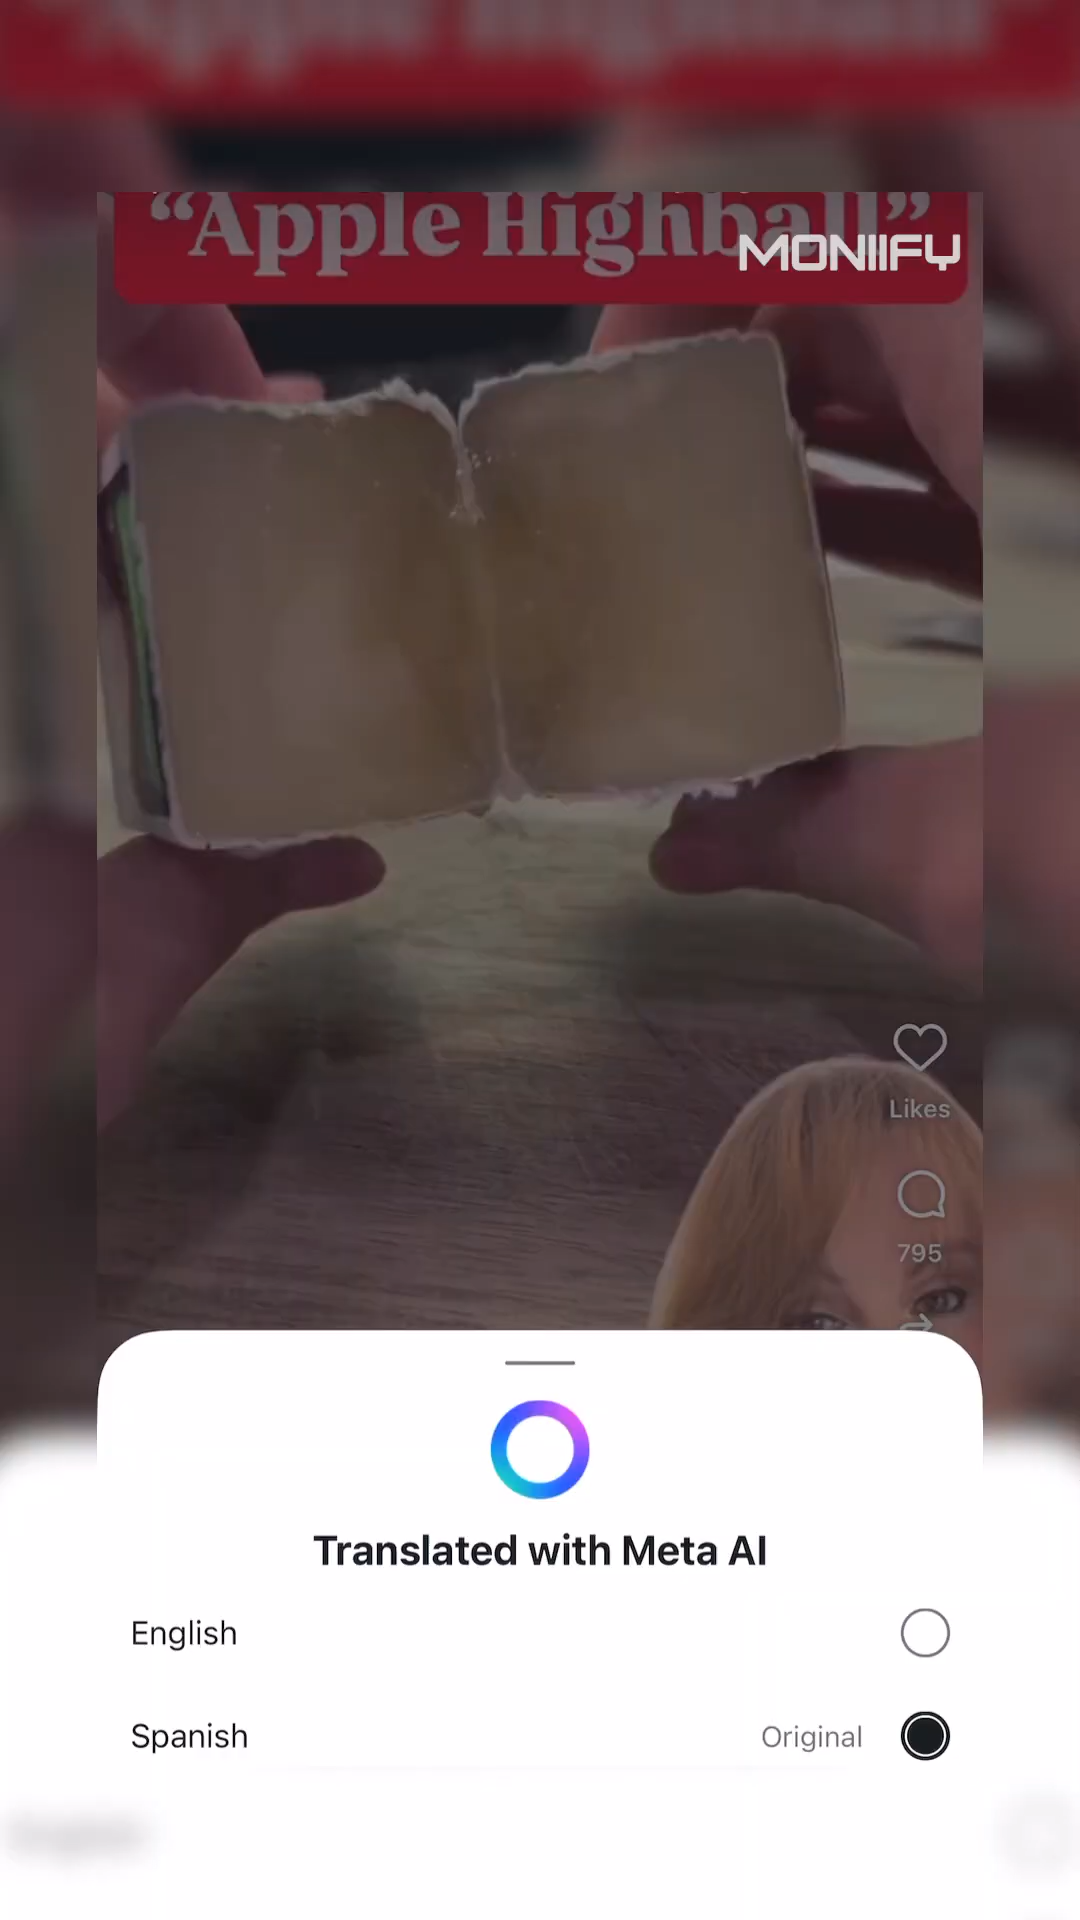 “Apple Highball”
MONIIFY
Likes
795
Translated with Meta AI
English
Spanish
Original